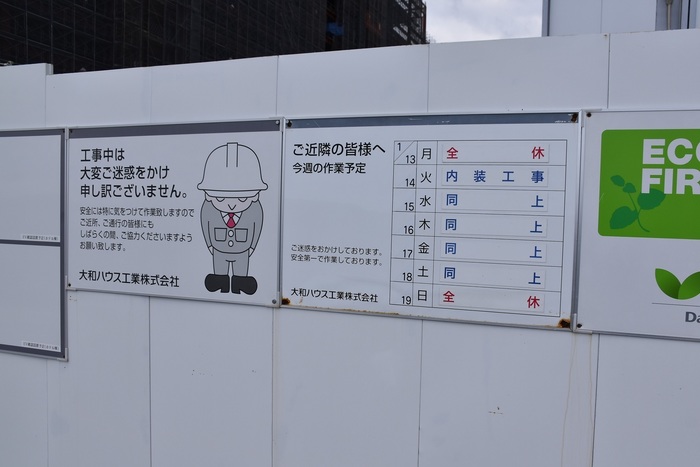 工事中は
大変ご迷惑をかけ
申し訳ございません。
安全には特に気をつけて作業致しますので
ご近所、ご通行の皆様にも
しばらくの間、ご協力くださいますよう
お願い致します。
大和ハウス工業株式会社
ご近隣の皆様へ
今週の作業予定
ご迷惑をおかけしております。
安全第一で作業しております。
大和ハウス工業株式会社
1/13 月 全休
14 火 内装工事
15 水 同上
16 木 同上
17 金 同上
18 土 同上
19 日 全休
ECO
FIR
Da